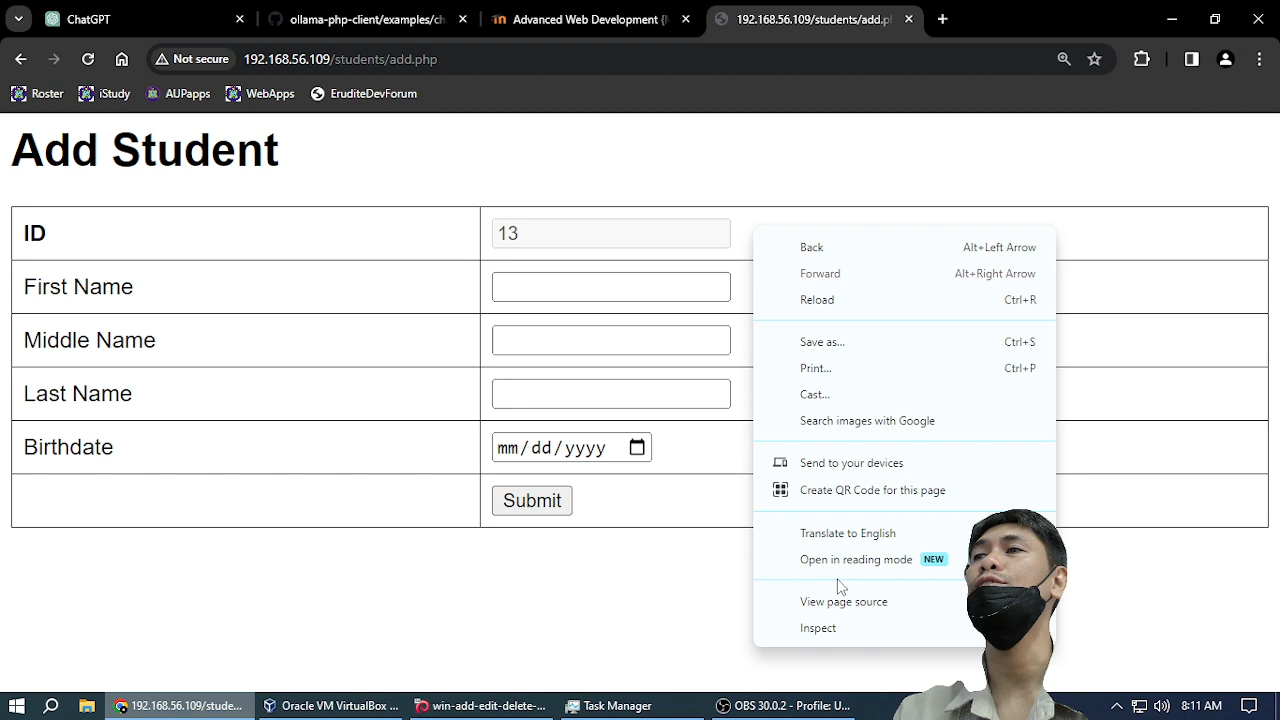 ChatGPT
ollama-php-client/examples/ch
Advanced Web Development {M
192.168.56.109/students/add.p
Not secure
192.168.56.109/students/add.php
Roster
iStudy
AUPapps
WebApps
EruditeDevForum
Add Student
ID
13
First Name
Middle Name
Last Name
Birthdate
mm/dd/yyyy
Submit
Back Alt+Left Arrow
Forward Alt+Right Arrow
Reload Ctrl+R
Save as... Ctrl+S
Print... Ctrl+P
Cast...
Search images with Google
Send to your devices
Create QR Code for this page
Translate to English
Open in reading mode NEW
View page source
Inspect
192.168.56.109/stude...
Oracle VM VirtualBox ...
win-add-edit-delete-...
Task Manager
OBS 30.0.2 - Profile: U...
8:11 AM